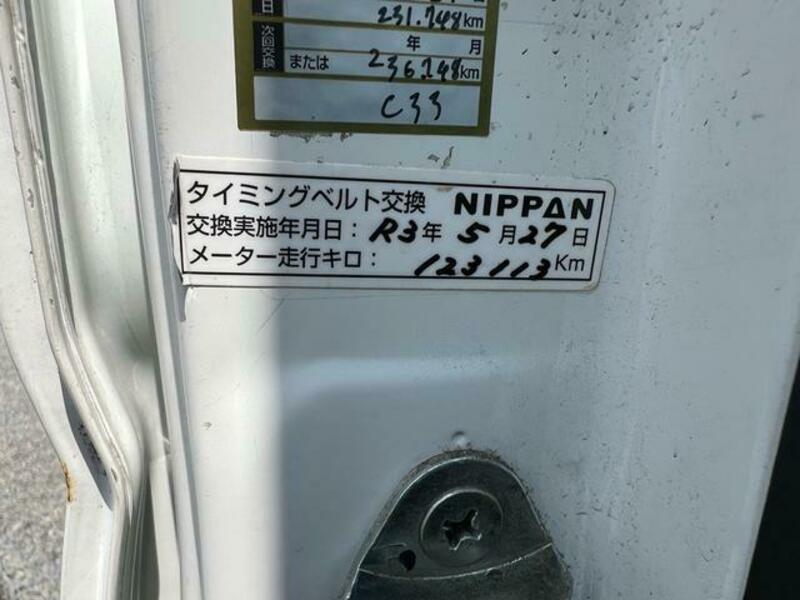 日 231.748km
年 月
次回交換 または 236.748km
C33
タイミングベルト交換 NIPPAN
交換実施年月日: R3年 5月27日
メーター走行キロ: 123113Km